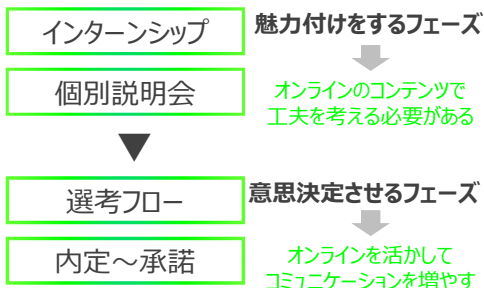 インターンシップ
魅力付けをするフェーズ
個別説明会
オンラインのコンテンツで
工夫を考える必要がある
選考フロー
意思決定させるフェーズ
内定～承諾
オンラインを活かして
コミュニケーションを増やす